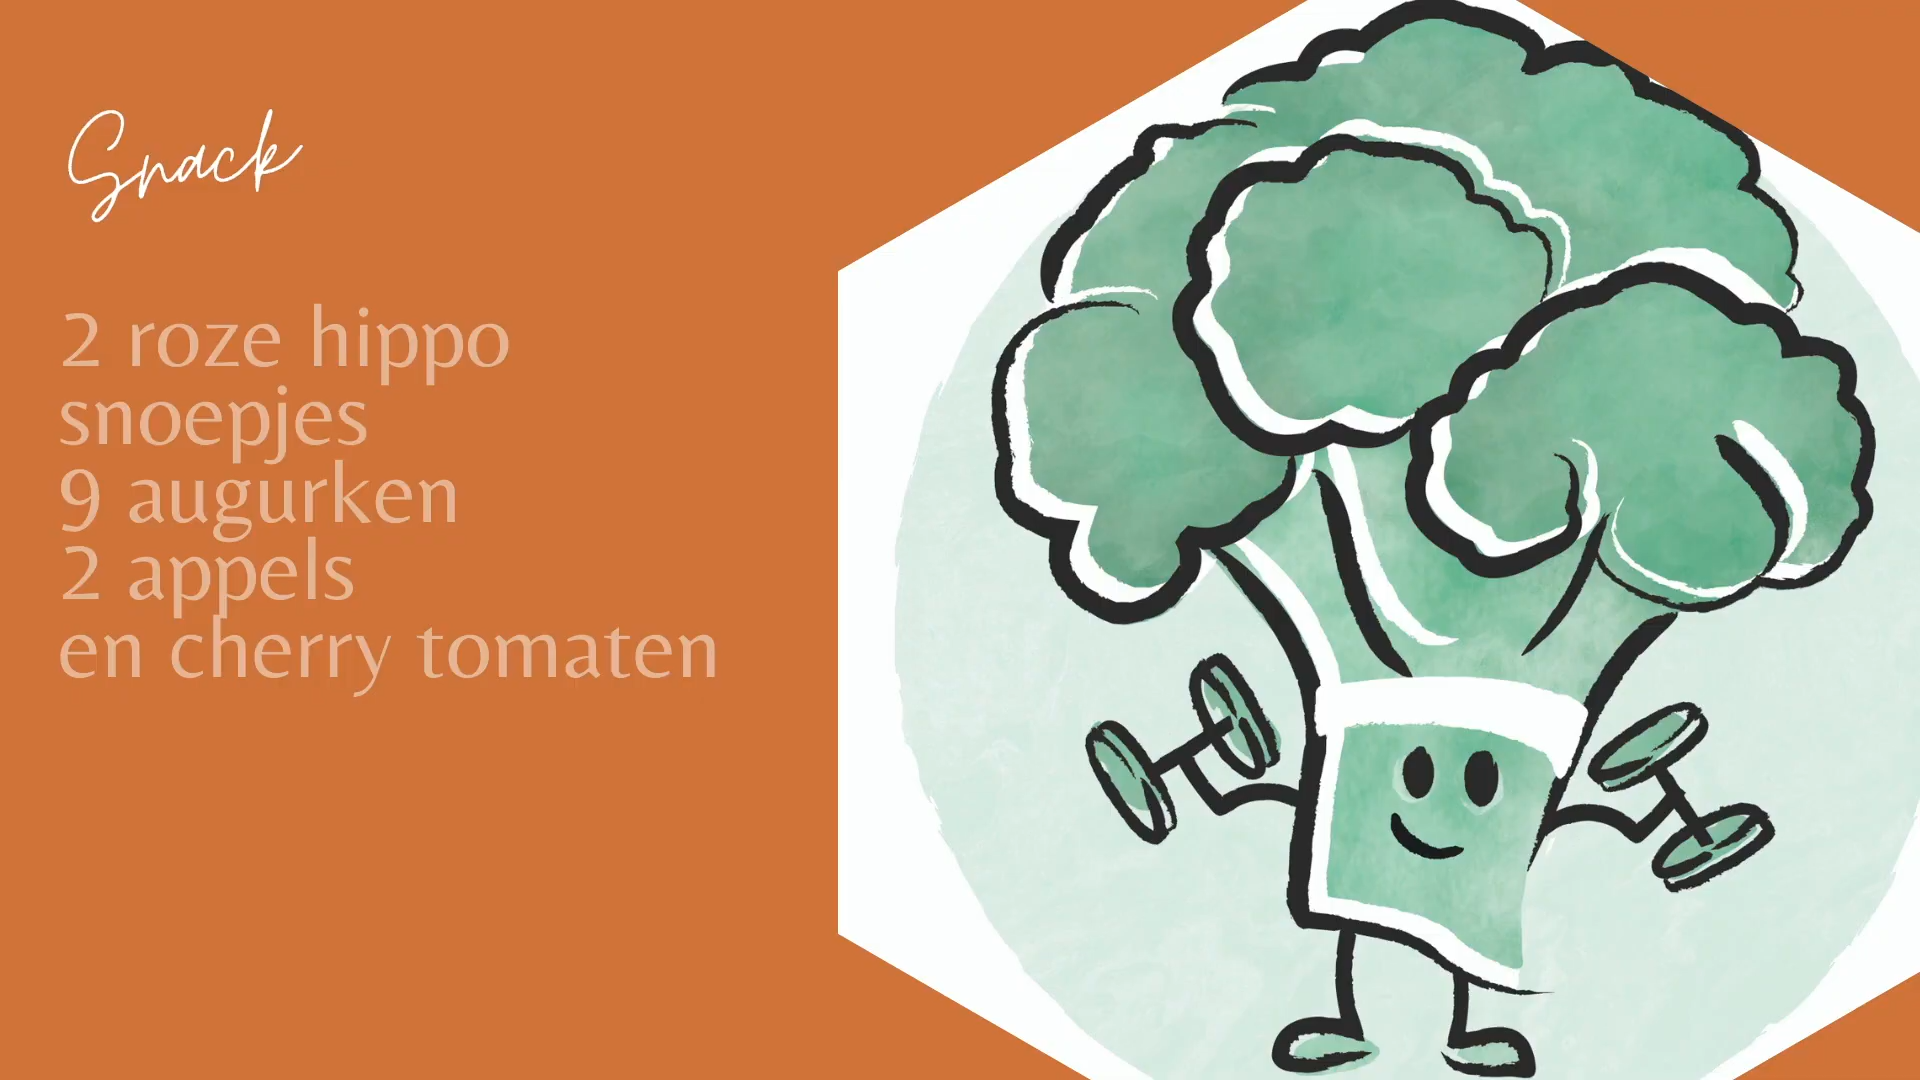 Snack
2 roze hippo
snoepjes
9 augurken
2 appels
en cherry tomaten